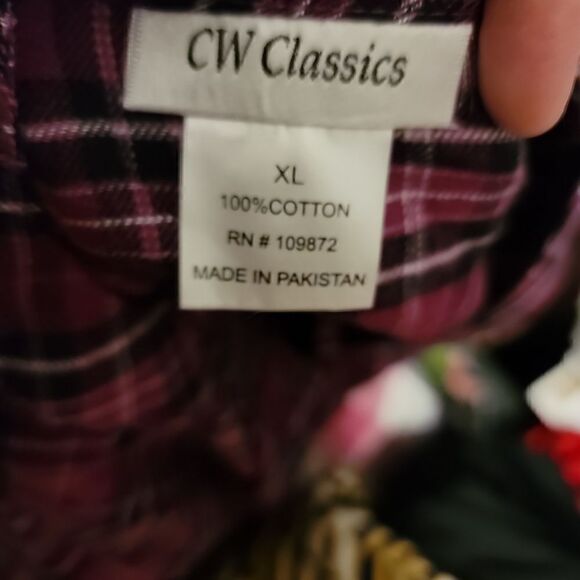 CW Classics
XL
100%COTTON
RN # 109872
MADE IN PAKISTAN